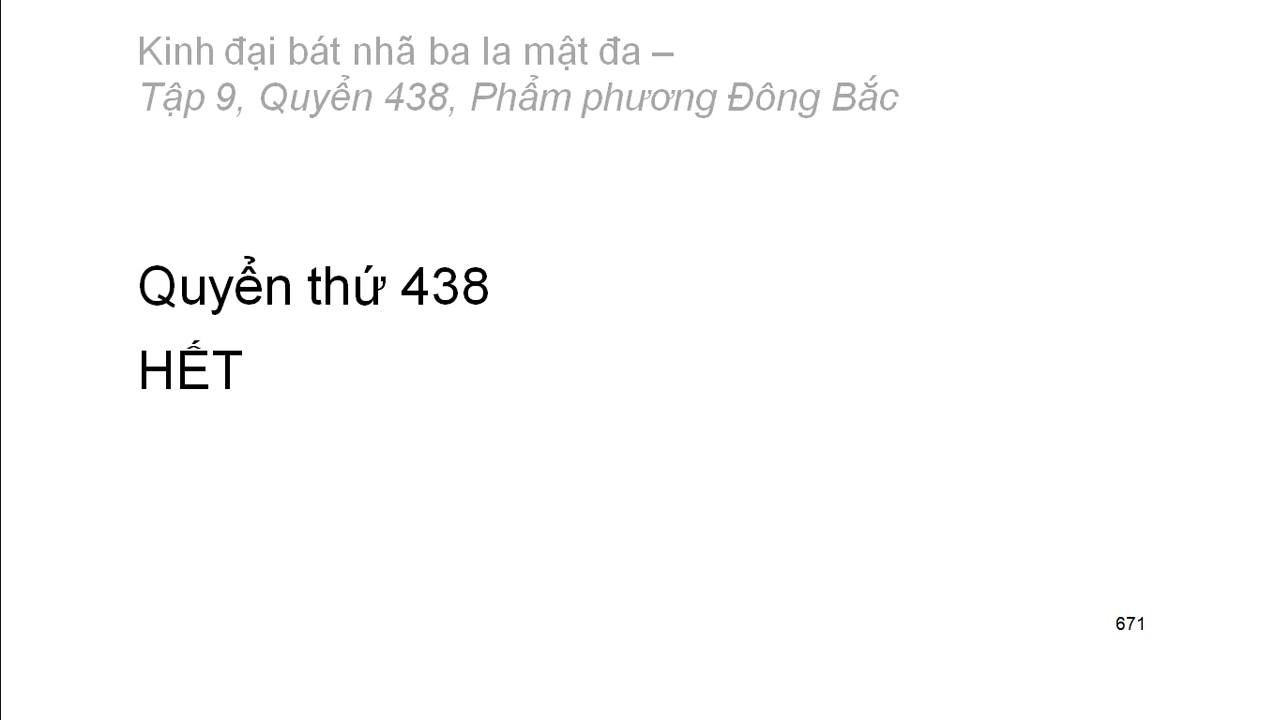 Kinh đại bát nhã ba la mật đa –
Tập 9, Quyển 438, Phẩm phương Đông Bắc
Quyển thứ 438
HẾT
671